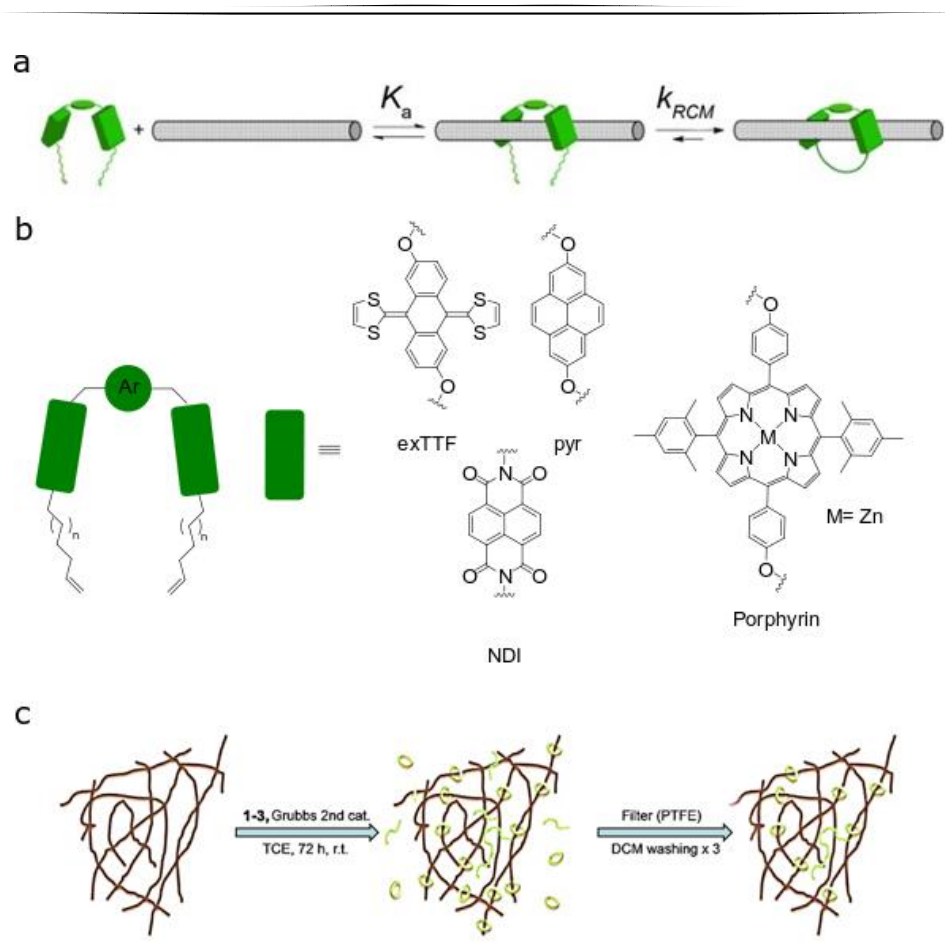 a
+
Ka
kRCM
b
O
S S
S S
O
exTTF
O
O
pyr
Ar
n
n
O N O
O N O
NDI
O
N N
M
N N
O
M= Zn
Porphyrin
c
1-3, Grubbs 2nd cat.
TCE, 72 h, r.t.
Filter (PTFE)
DCM washing x 3